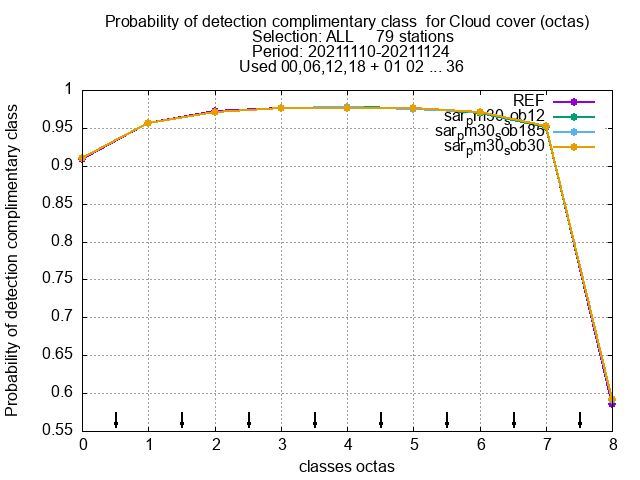 Probability of detection complimentary class  for Cloud cover (octas)
Selection: ALL     79 stations
Period: 20211110-20211124
Used 00,06,12,18 + 01 02 ... 36
Probability of detection complimentary class
1
0.95
0.9
0.85
0.8
0.75
0.7
0.65
0.6
0.55
REF
sarpm30sob12
sarpm30sob185
sarpm30sob30
0 1 2 3 4 5 6 7 8
classes octas